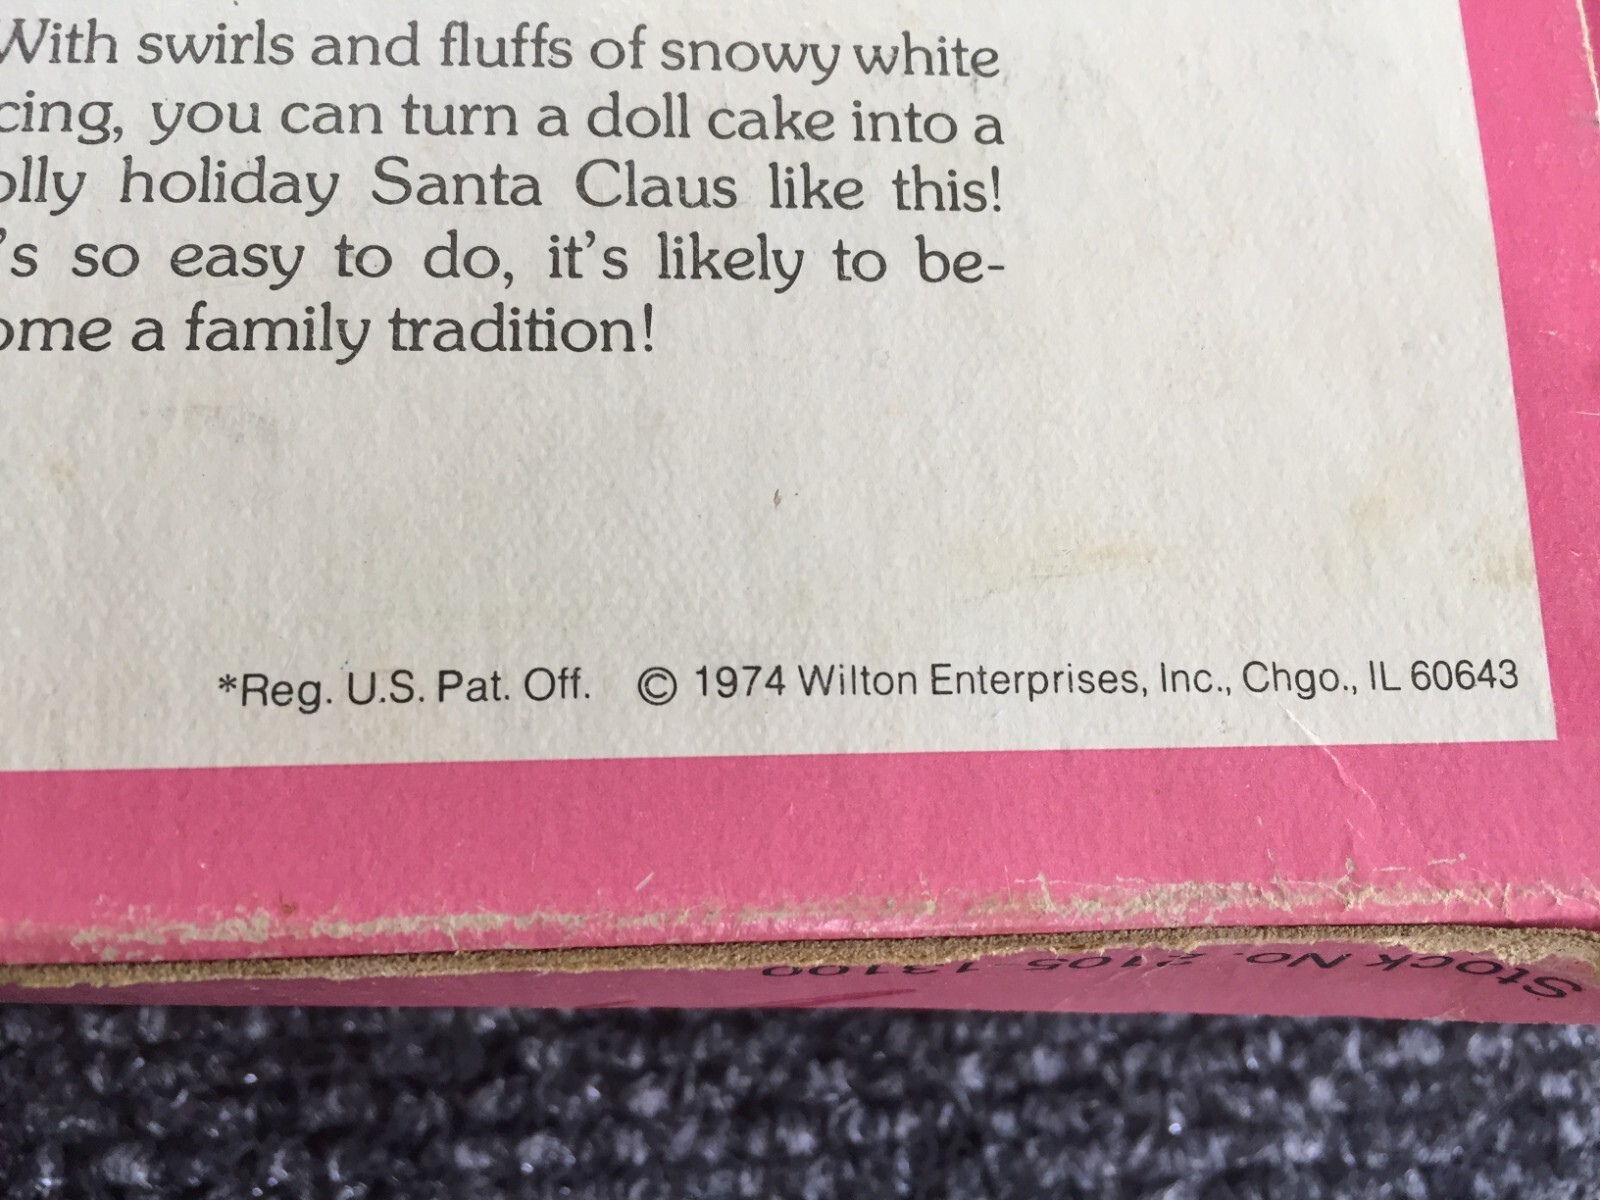 With swirls and fluffs of snowy white
cing, you can turn a doll cake into a
olly holiday Santa Claus like this!
's so easy to do, it's likely to be-
ome a family tradition!
*Reg. U.S. Pat. Off. © 1974 Wilton Enterprises, Inc., Chgo., IL 60643
Stock No. 2105-13100